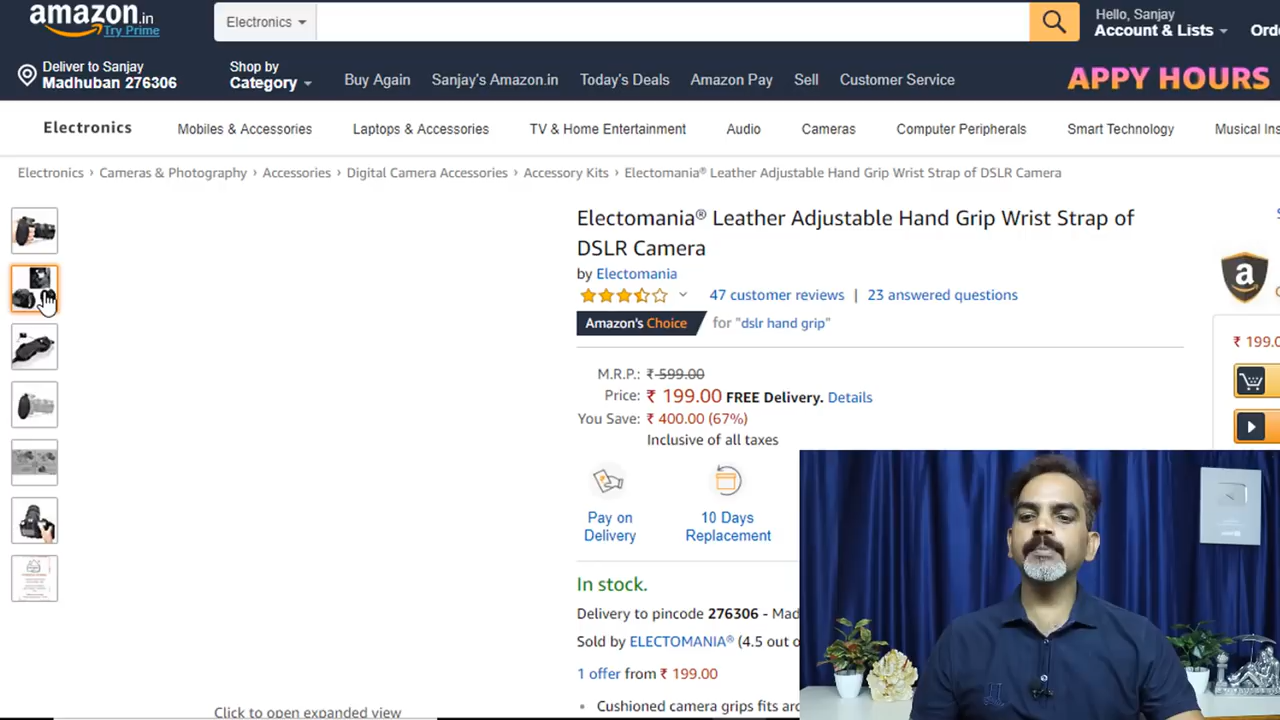 amazon.in
Try Prime
Electronics
Hello, Sanjay
Account & Lists
Deliver to Sanjay
Madhuban 276306
Shop by
Category
Buy Again
Sanjay's Amazon.in
Today's Deals
Amazon Pay
Sell
Customer Service
APPY HOURS
Electronics
Mobiles & Accessories
Laptops & Accessories
TV & Home Entertainment
Audio
Cameras
Computer Peripherals
Smart Technology
Electronics › Cameras & Photography › Accessories › Digital Camera Accessories › Accessory Kits › Electomania® Leather Adjustable Hand Grip Wrist Strap of DSLR Camera
Electomania® Leather Adjustable Hand Grip Wrist Strap of
DSLR Camera
by Electomania
47 customer reviews | 23 answered questions
Amazon's Choice for "dslr hand grip"
M.R.P.: ₹ 599.00
Price: ₹ 199.00 FREE Delivery. Details
You Save: ₹ 400.00 (67%)
Inclusive of all taxes
₹ 199.0
Pay on
Delivery
10 Days
Replacement
In stock.
Delivery to pincode 276306 - Mad
Sold by ELECTOMANIA® (4.5 out o
1 offer from ₹ 199.00
Cushioned camera grips fits
Click to open expanded view